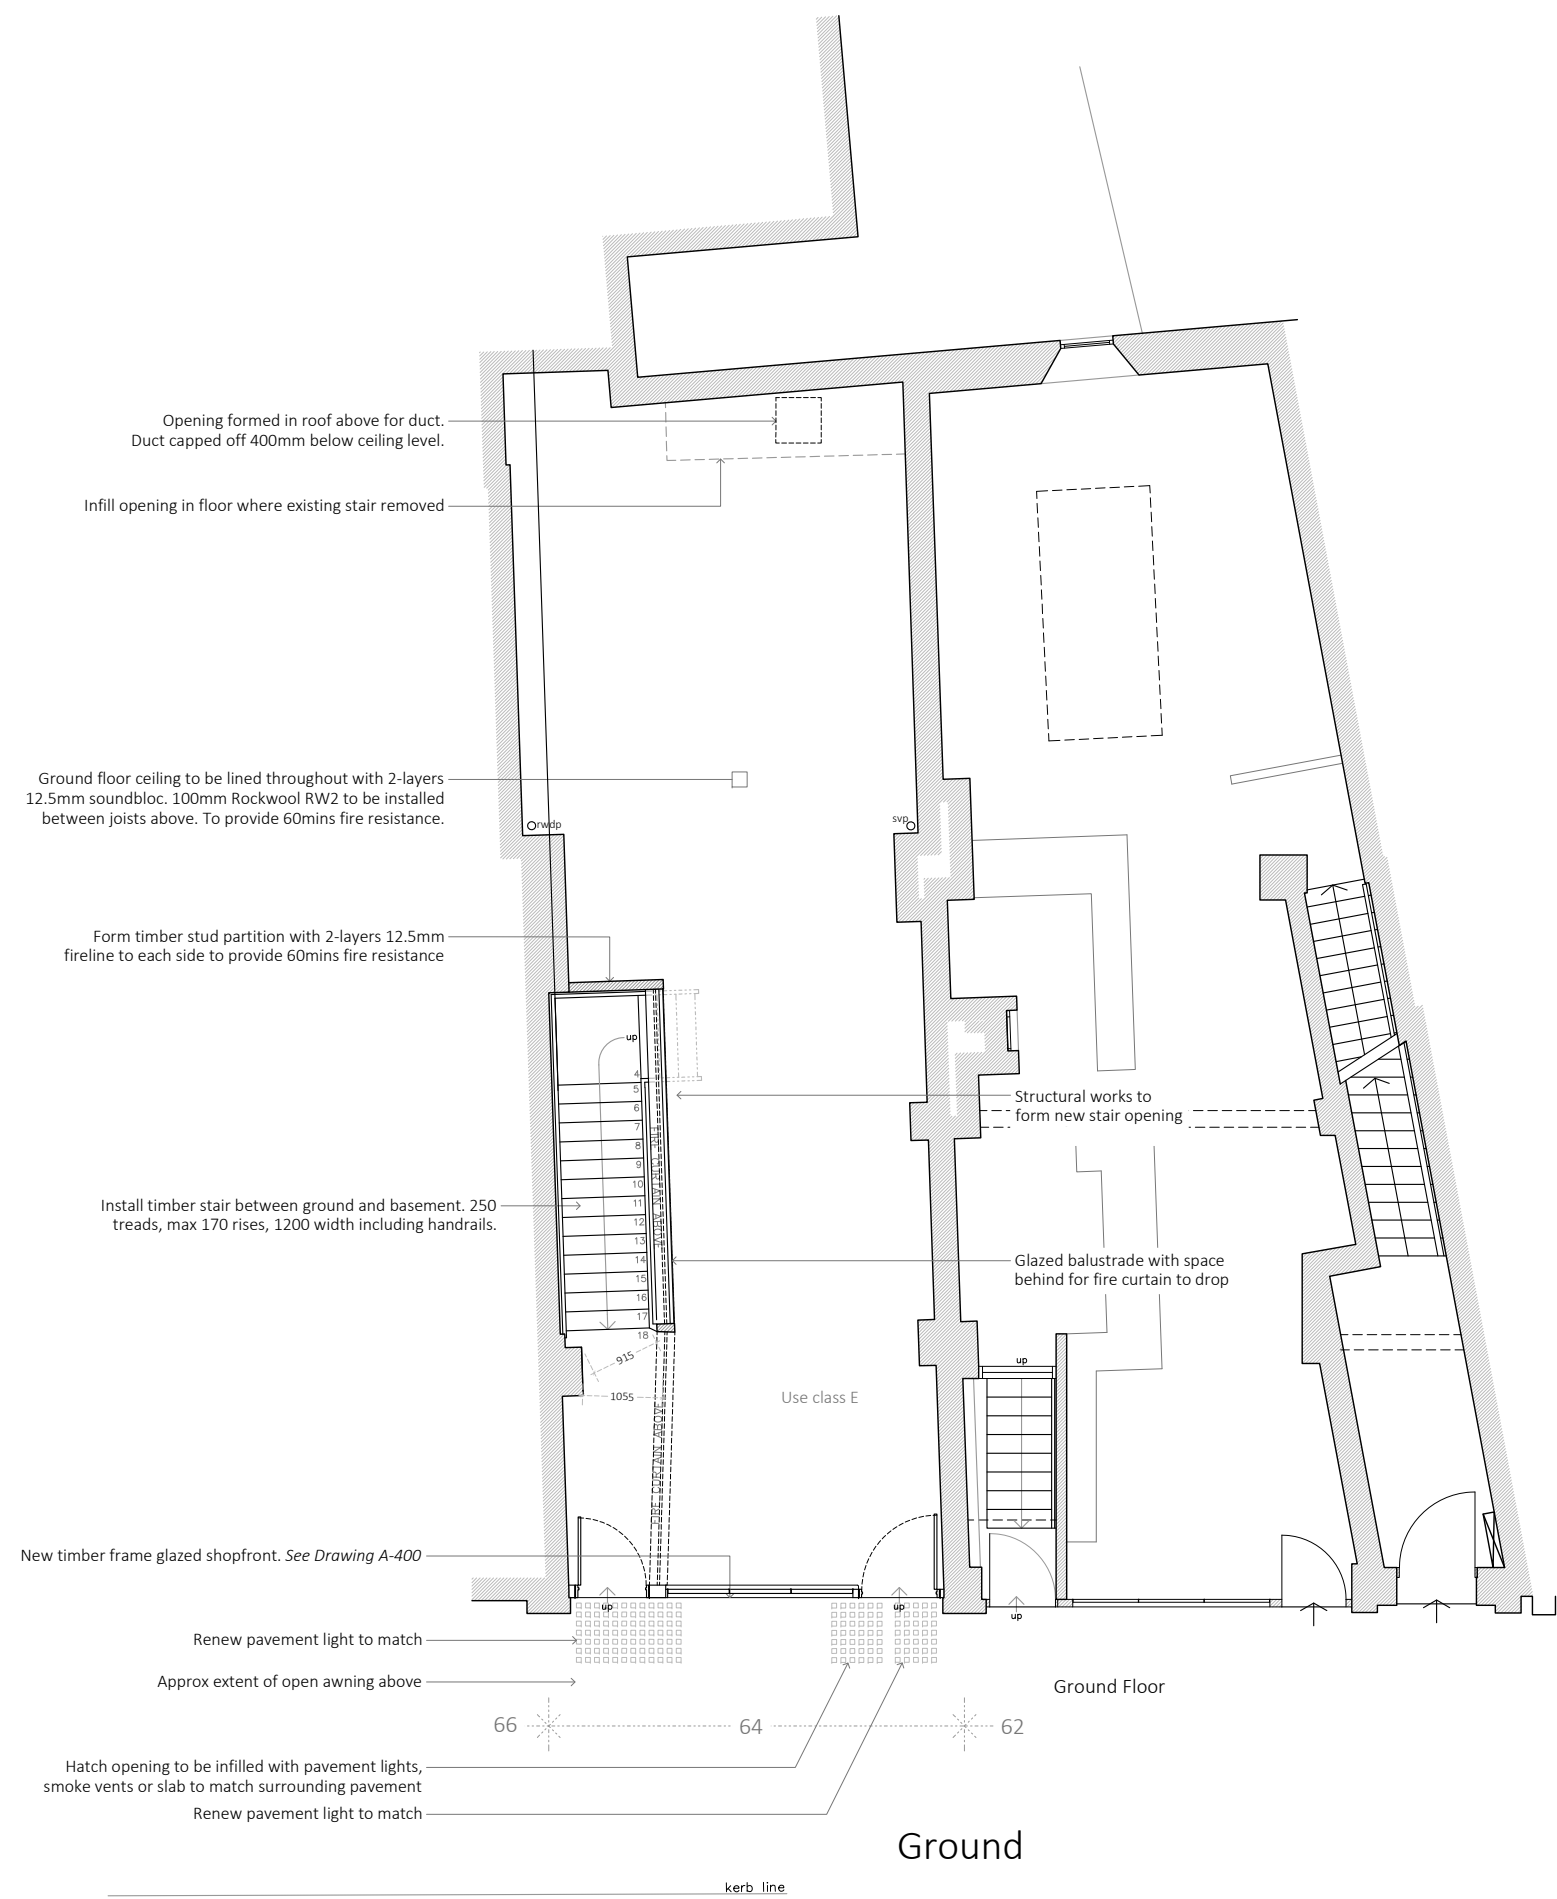 Opening formed in roof above for duct.
Duct capped off 400mm below ceiling level.
Infill opening in floor where existing stair removed
Ground floor ceiling to be lined throughout with 2-layers
12.5mm soundbloc. 100mm Rockwool RW2 to be installed
between joists above. To provide 60mins fire resistance.
rwdp
svp
Form timber stud partition with 2-layers 12.5mm
fireline to each side to provide 60mins fire resistance
up
4
5
6
7
8
9
10
11
12
13
14
15
16
17
18
FIRE CURTAIN ABOVE
Structural works to
form new stair opening
Install timber stair between ground and basement. 250
treads, max 170 rises, 1200 width including handrails.
Glazed balustrade with space
behind for fire curtain to drop
915
1055
up
Use class E
FIRE CURTAIN ABOVE
New timber frame glazed shopfront. See Drawing A-400
up
up
up
Renew pavement light to match
Approx extent of open awning above
Ground Floor
66
64
62
Hatch opening to be infilled with pavement lights,
smoke vents or slab to match surrounding pavement
Renew pavement light to match
Ground
kerb line